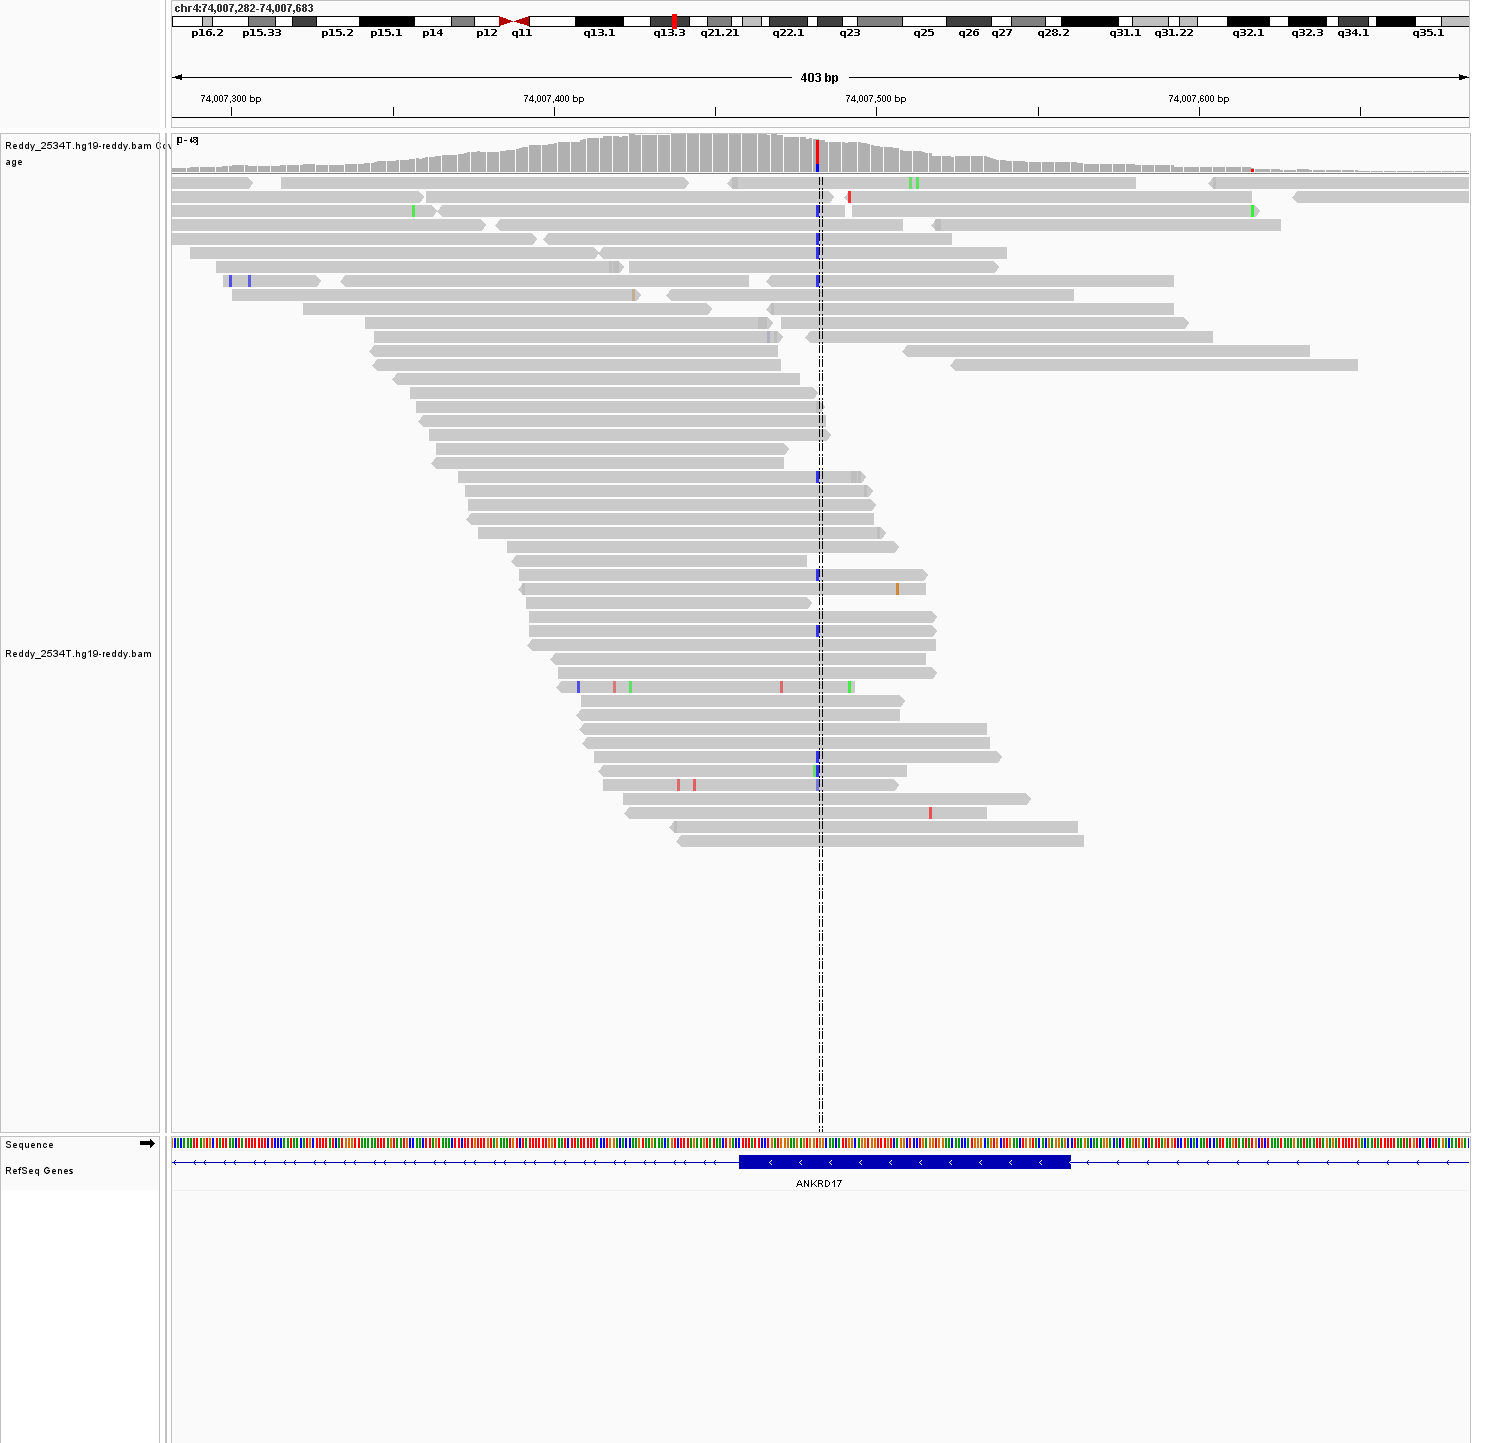 chr4:74,007,282-74,007,683
p16.2 p15.33 p15.2 p15.1 p14 p12 q11 q13.1 q13.3 q21.21 q22.1 q23 q25 q26 q27 q28.2 q31.1 q31.22 q32.1 q32.3 q34.1 q35.1
403 bp
74,007,300 bp 74,007,400 bp 74,007,500 bp 74,007,600 bp
Reddy_2534T.hg19-reddy.bam Cov
age
Reddy_2534T.hg19-reddy.bam
Sequence
RefSeq Genes
ANKRD17